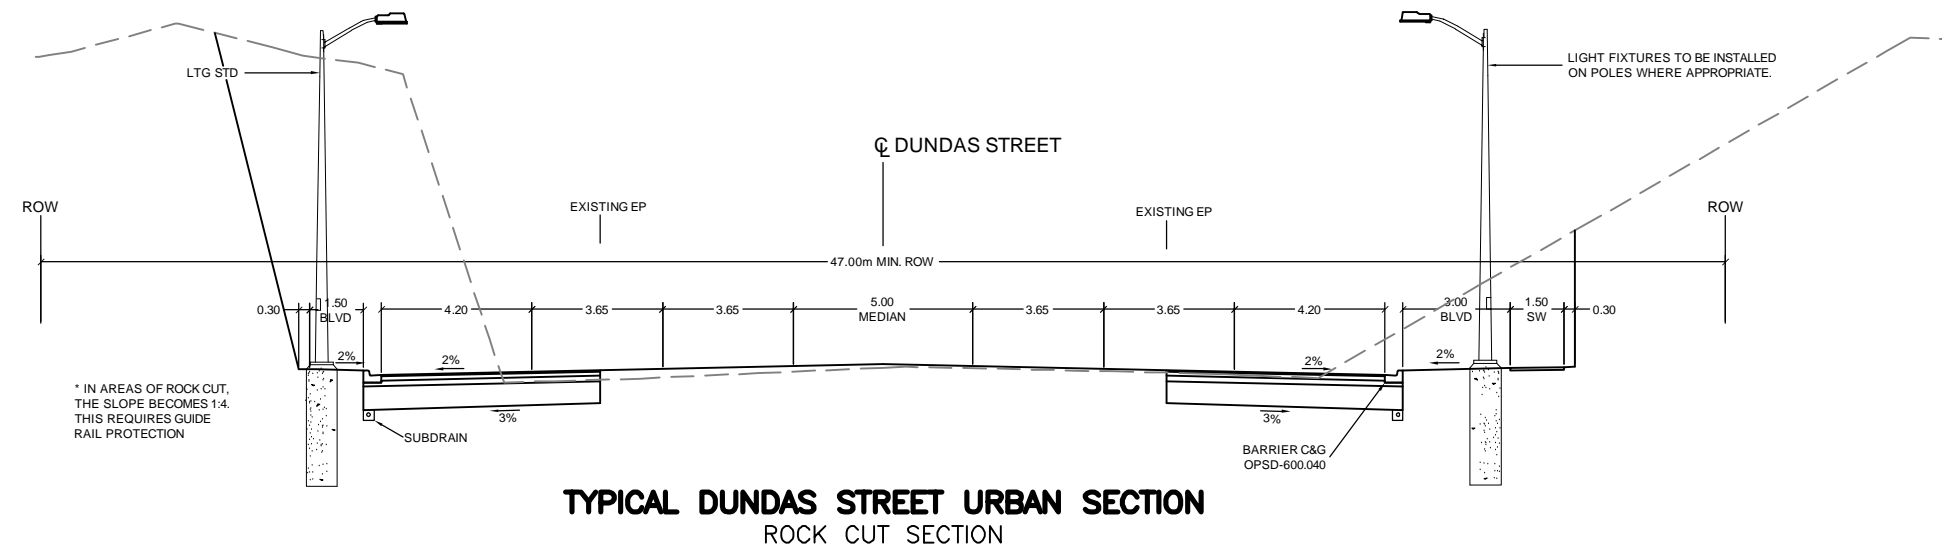 LTG STD
LIGHT FIXTURES TO BE INSTALLED
ON POLES WHERE APPROPRIATE.
℄ DUNDAS STREET
ROW
EXISTING EP
EXISTING EP
ROW
47.00m MIN. ROW
0.30
1.50
BLVD
4.20
3.65
3.65
5.00
MEDIAN
3.65
3.65
4.20
3.00
BLVD
1.50
SW
0.30
2%
2%
2%
2%
* IN AREAS OF ROCK CUT,
THE SLOPE BECOMES 1:4.
THIS REQUIRES GUIDE
RAIL PROTECTION
3%
3%
SUBDRAIN
BARRIER C&G
OPSD-600.040
TYPICAL DUNDAS STREET URBAN SECTION
ROCK CUT SECTION